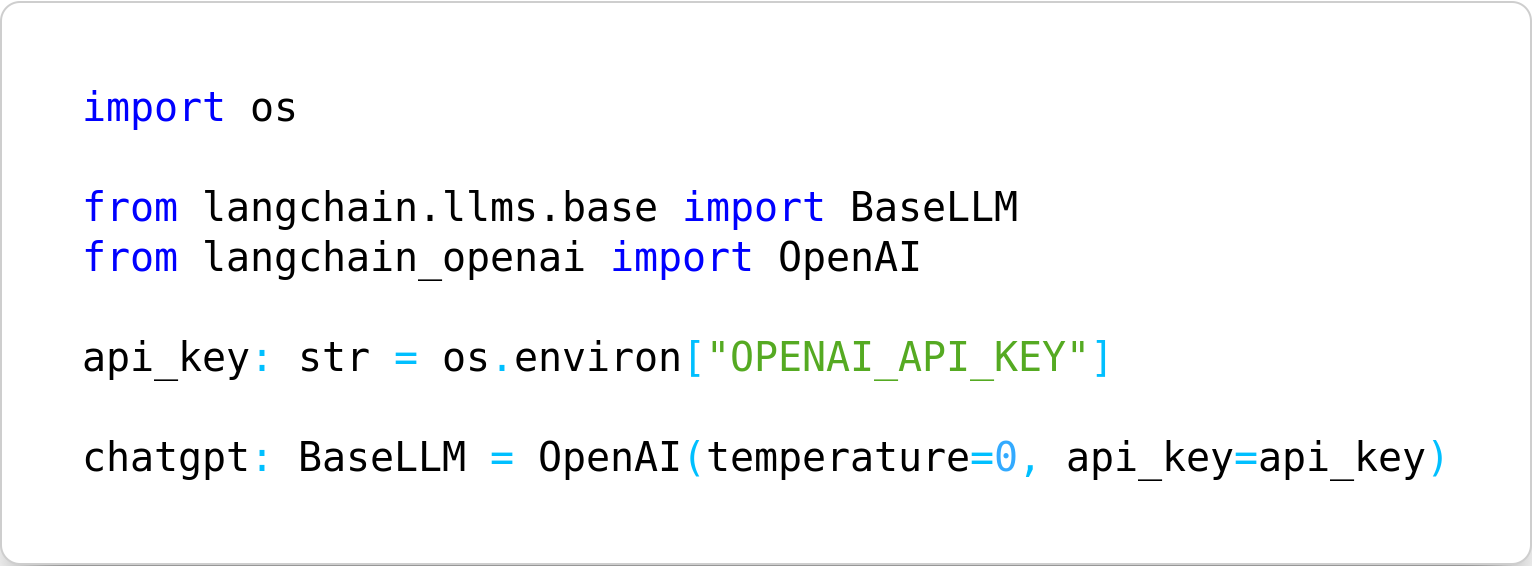 import os
from langchain.llms.base import BaseLLM
from langchain_openai import OpenAI
api_key: str = os.environ["OPENAI_API_KEY"]
chatgpt: BaseLLM = OpenAI(temperature=0, api_key=api_key)